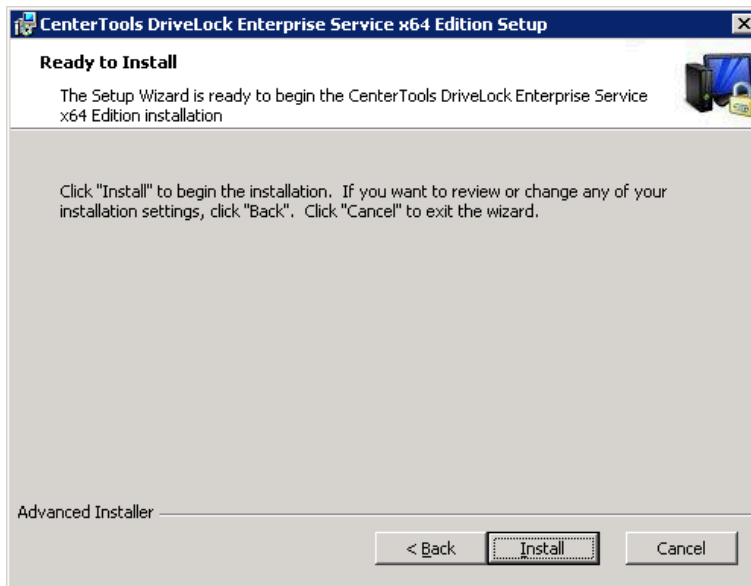 CenterTools DriveLock Enterprise Service x64 Edition Setup
Ready to Install
The Setup Wizard is ready to begin the CenterTools DriveLock Enterprise Service
x64 Edition installation
Click "Install" to begin the installation. If you want to review or change any of your
installation settings, click "Back". Click "Cancel" to exit the wizard.
Advanced Installer
< Back Install Cancel